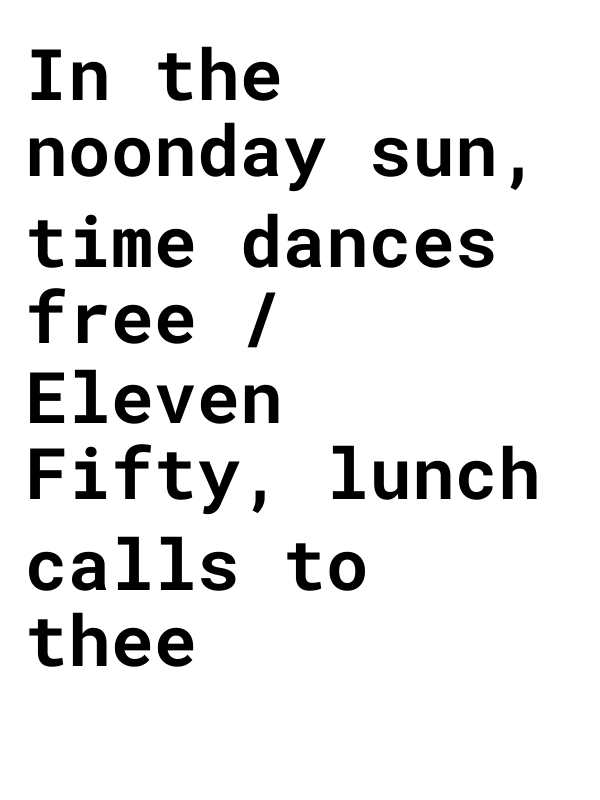 In the
noonday sun,
time dances
free /
Eleven
Fifty, lunch
calls to
thee